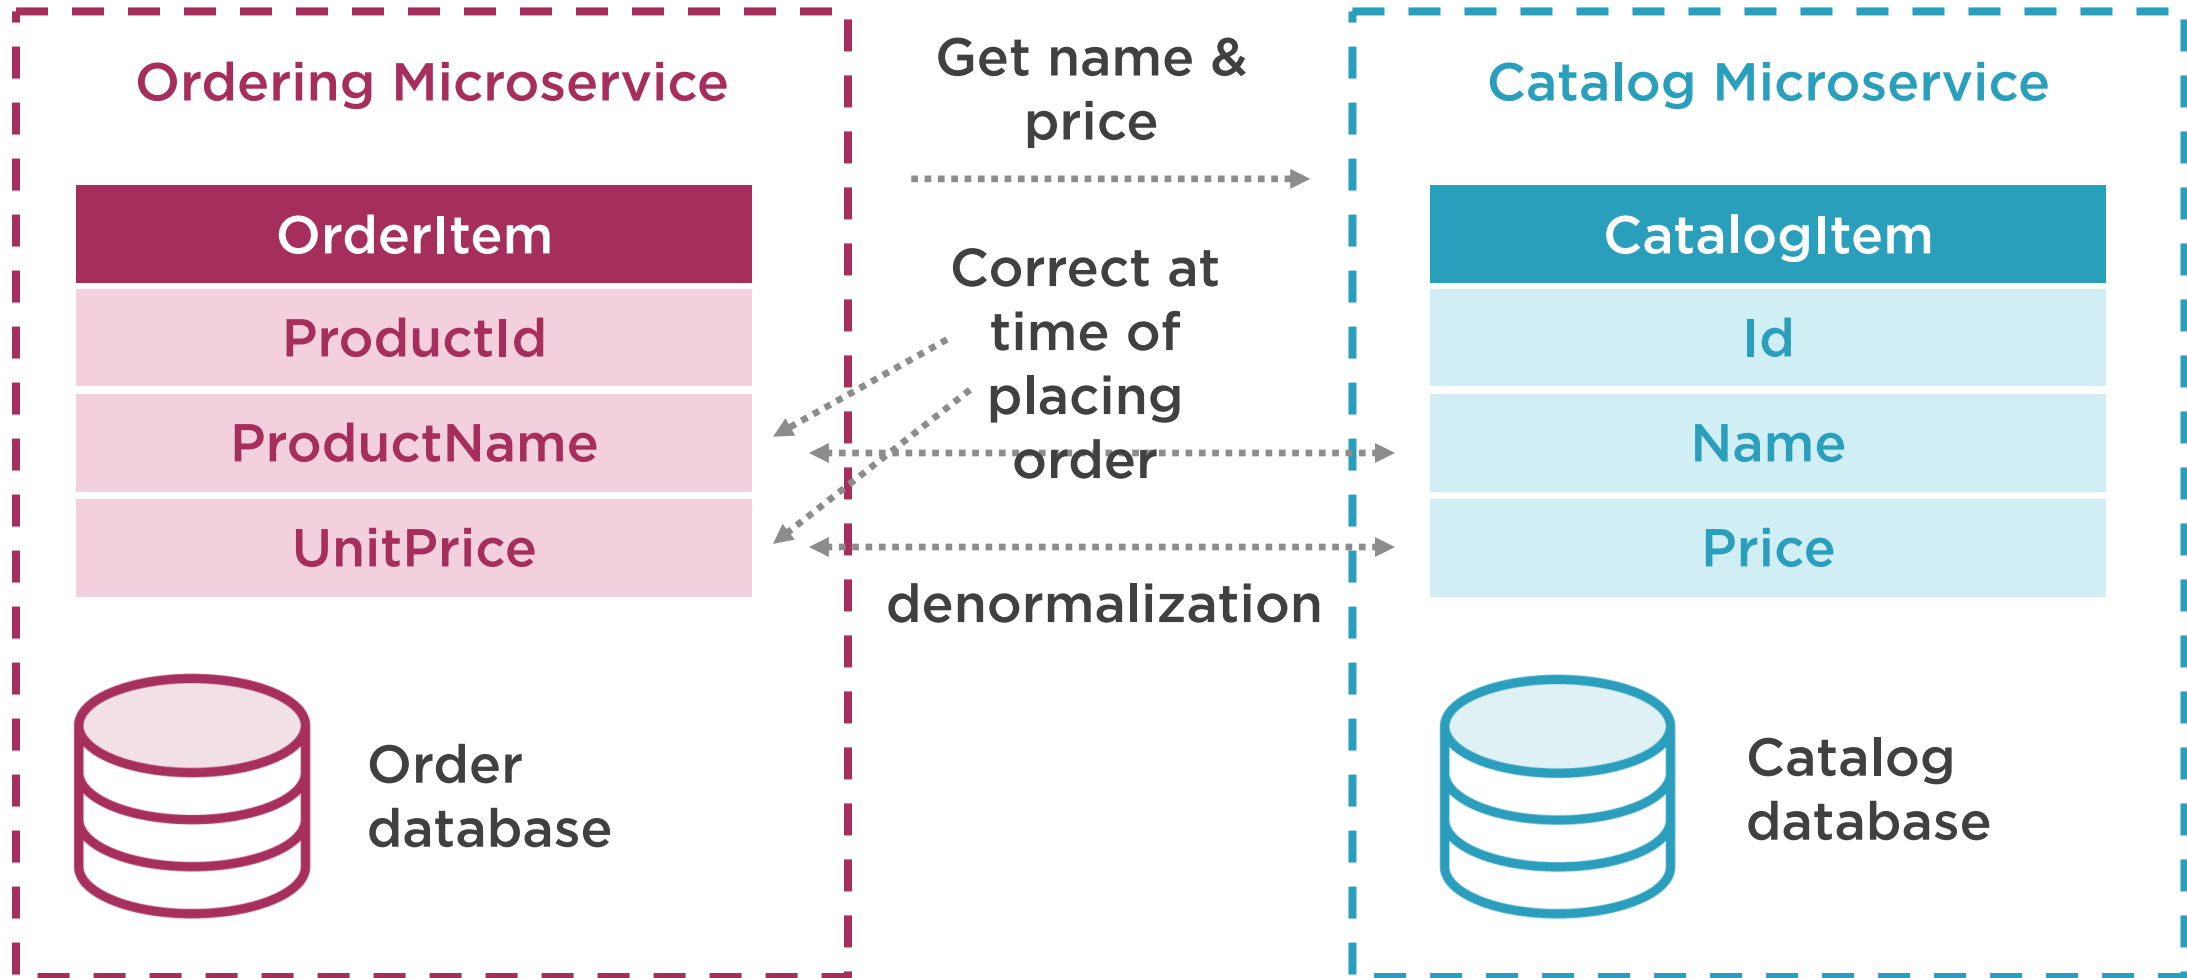 Ordering Microservice
OrderItem
ProductId
ProductName
UnitPrice
Order
database
Get name &
price
Correct at
time of
placing
order
denormalization
Catalog Microservice
CatalogItem
Id
Name
Price
Catalog
database